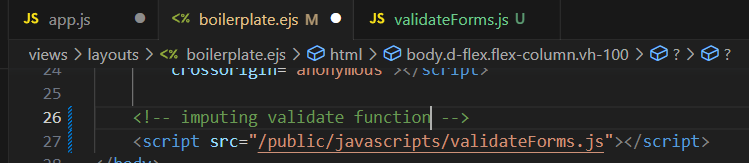 JS app.js
<% boilerplate.ejs M
JS validateForms.js U
views > layouts > <% boilerplate.ejs > html > body.d-flex.flex-column.vh-100 > ? > ?
24 crossorigin="anonymous"></script>
25
26 <!-- imputing validate function -->
27 <script src="/public/javascripts/validateForms.js"></script>
28 </body>